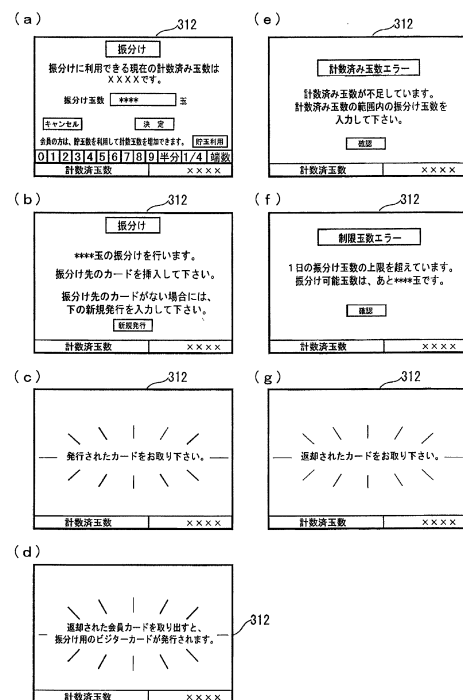 (a)
312
振分け
振分けに利用できる現在の計数済み玉数は
XXXXです。
振分け玉数 **** 玉
キャンセル 決 定
会員の方は、貯玉数を利用して計数玉数を増加できます。 貯玉利用
0 1 2 3 4 5 6 7 8 9 半分 1/4 端数
計数済玉数 ××××
(b)
312
振分け
****玉の振分けを行います。
振分け先のカードを挿入して下さい。
振分け先のカードがない場合には、
下の新規発行を入力して下さい。
新規発行
計数済玉数 ××××
(c)
312
発行されたカードをお取り下さい。
計数済玉数 ××××
(d)
312
返却された会員カードを取り出すと、
振分け用のビジターカードが発行されます。
計数済玉数 ××××
(e)
312
計数済み玉数エラー
計数済み玉数が不足しています。
計数済み玉数の範囲内の振分け玉数を
入力して下さい。
確認
計数済玉数 ××××
(f)
312
制限玉数エラー
1日の振分け玉数の上限を超えています。
振分け可能玉数は、あと****玉です。
確認
計数済玉数 ××××
(g)
312
返却されたカードをお取り下さい。
計数済玉数 ××××